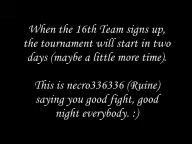 When the 16th Team signs up,
the tournament will start in two
days (maybe a little more time).
This is necro336336 (Ruine)
saying you good fight, good
night everybody. :)